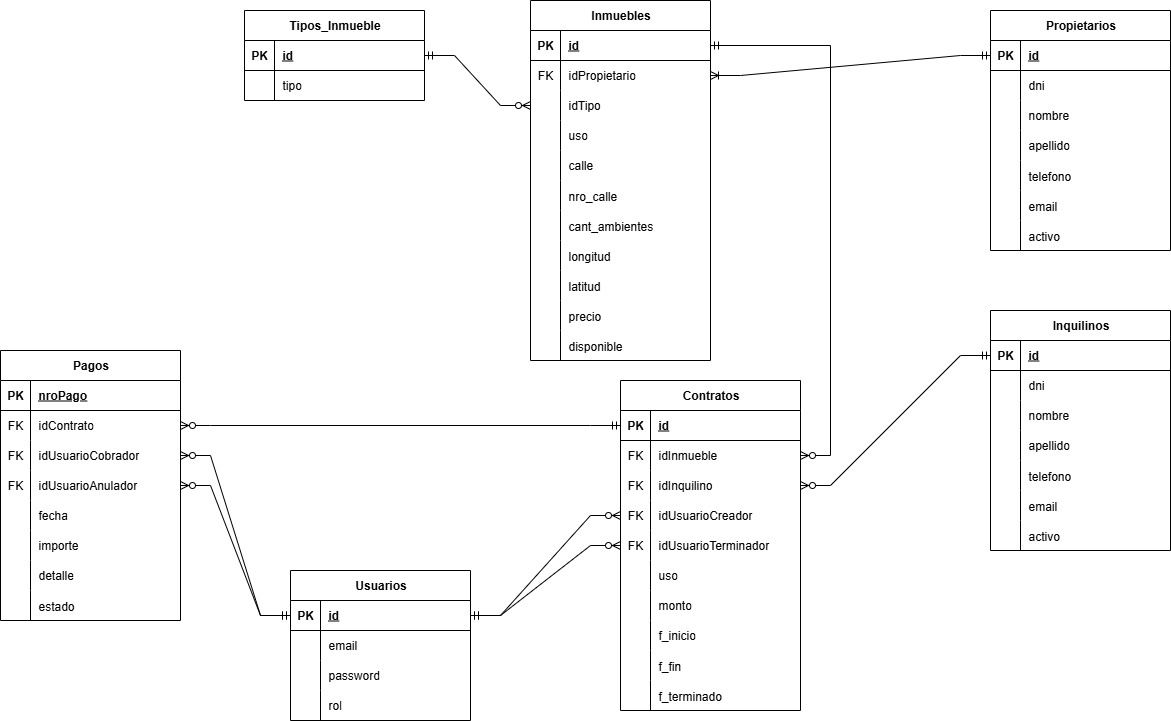 Tipos_Inmueble
PK id
tipo
Inmuebles
PK id
FK idPropietario
idTipo
uso
calle
nro_calle
cant_ambientes
longitud
latitud
precio
disponible
Propietarios
PK id
dni
nombre
apellido
telefono
email
activo
Inquilinos
PK id
dni
nombre
apellido
telefono
email
activo
Pagos
PK nroPago
FK idContrato
FK idUsuarioCobrador
FK idUsuarioAnulador
fecha
importe
detalle
estado
Contratos
PK id
FK idInmueble
FK idInquilino
FK idUsuarioCreador
FK idUsuarioTerminador
uso
monto
f_inicio
f_fin
f_terminado
Usuarios
PK id
email
password
rol